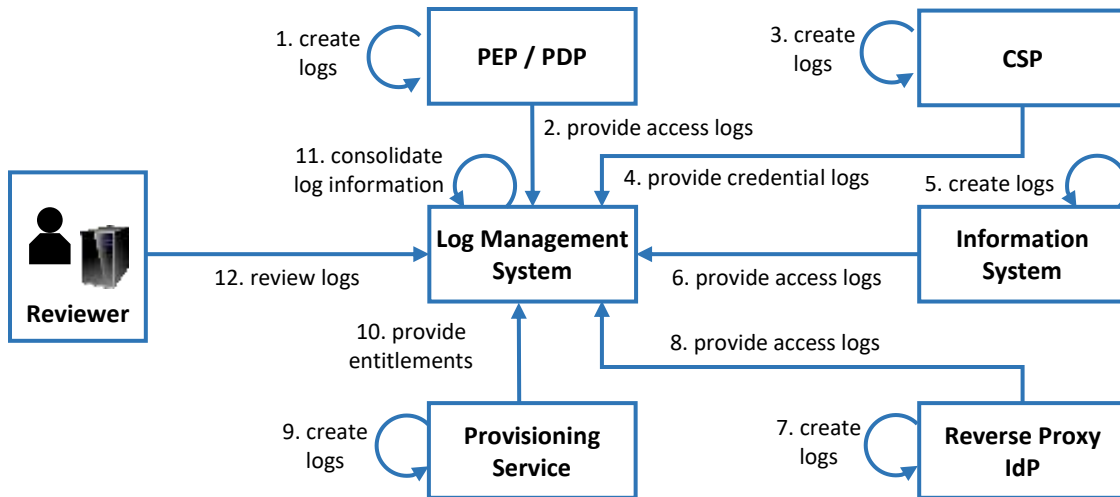 1. create
logs
PEP / PDP
3. create
logs
CSP
2. provide access logs
11. consolidate
log information
4. provide credential logs
5. create logs
Reviewer
Log Management
System
Information
System
12. review logs
6. provide access logs
10. provide
entitlements
8. provide access logs
9. create
logs
Provisioning
Service
7. create
logs
Reverse Proxy
IdP